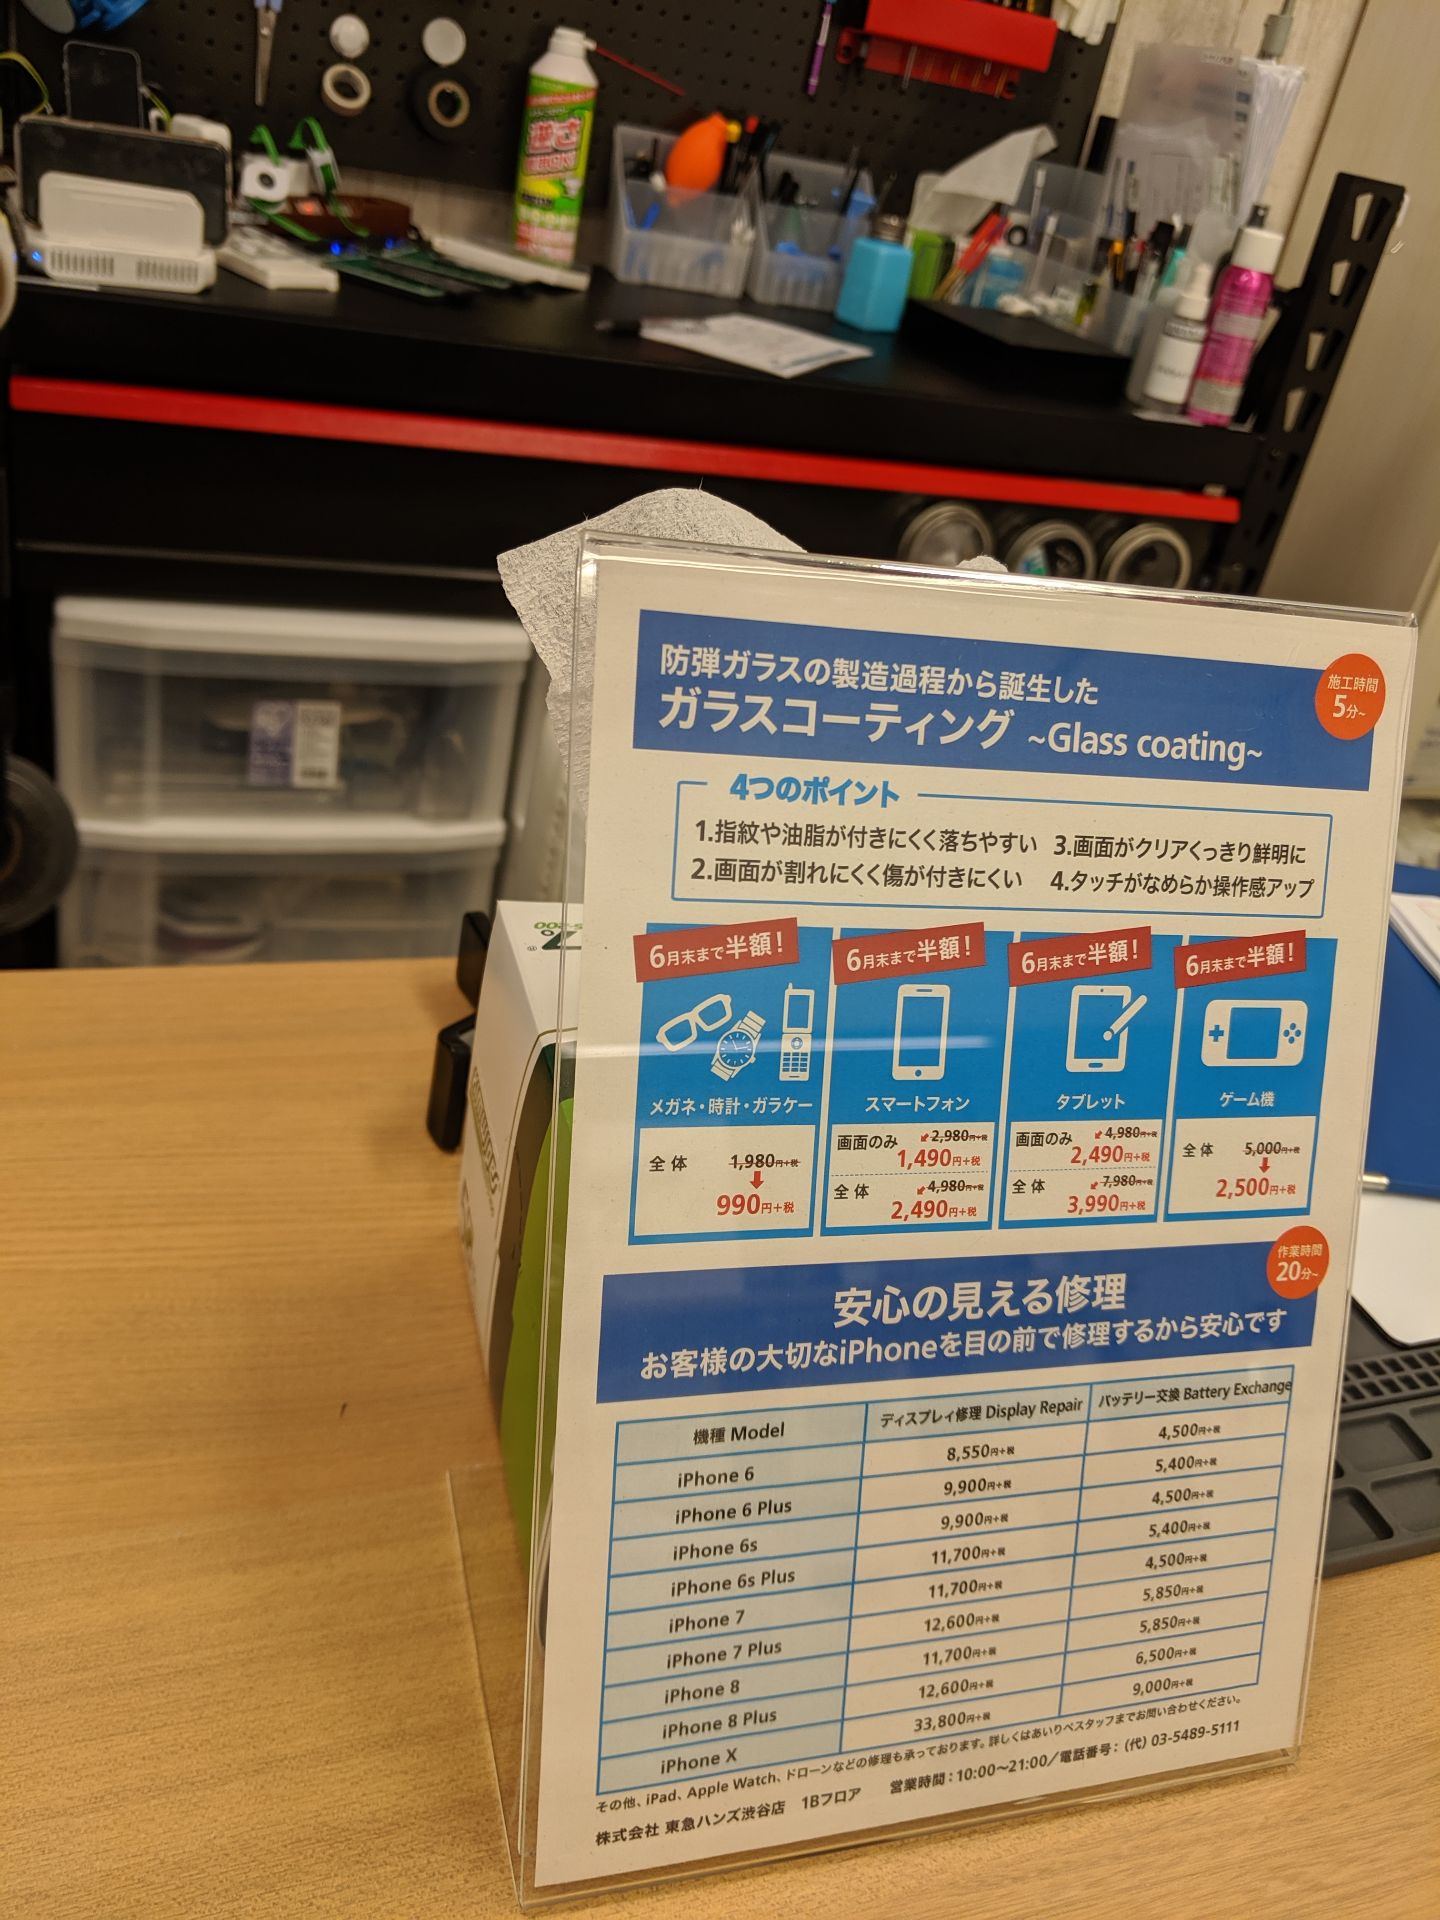 防弾ガラスの製造過程から誕生した
ガラスコーティング ~Glass coating~
施工時間
5分~
4つのポイント
1.指紋や油脂が付きにくく落ちやすい 3.画面がクリアくっきり鮮明に
2.画面が割れにくく傷が付きにくい 4.タッチがなめらか操作感アップ
6月末まで半額! 6月末まで半額! 6月末まで半額! 6月末まで半額!
メガネ・時計・ガラケー スマートフォン タブレット ゲーム機
全体 1,980円+税 990円+税
画面のみ 2,980円+税 1,490円+税
全体 4,980円+税 2,490円+税
画面のみ 4,980円+税 2,490円+税
全体 7,980円+税 3,990円+税
全体 5,000円+税 2,500円+税
作業時間
20分~
安心の見える修理
お客様の大切なiPhoneを目の前で修理するから安心です
機種 Model ディスプレイ修理 Display Repair バッテリー交換 Battery Exchange
iPhone 6 8,550円+税 4,500円+税
iPhone 6 Plus 9,900円+税 5,400円+税
iPhone 6s 9,900円+税 4,500円+税
iPhone 6s Plus 11,700円+税 5,400円+税
iPhone 7 11,700円+税 4,500円+税
iPhone 7 Plus 12,600円+税 5,850円+税
iPhone 8 11,700円+税 5,850円+税
iPhone 8 Plus 12,600円+税 6,500円+税
iPhone X 33,800円+税 9,000円+税
その他、iPad、Apple Watch、ドローンなどの修理も承っております。詳しくはあいりペスタッフまでお問い合わせください。
株式会社 東急ハンズ渋谷店 1Bフロア 営業時間:10:00~21:00/電話番号:(代) 03-5489-5111